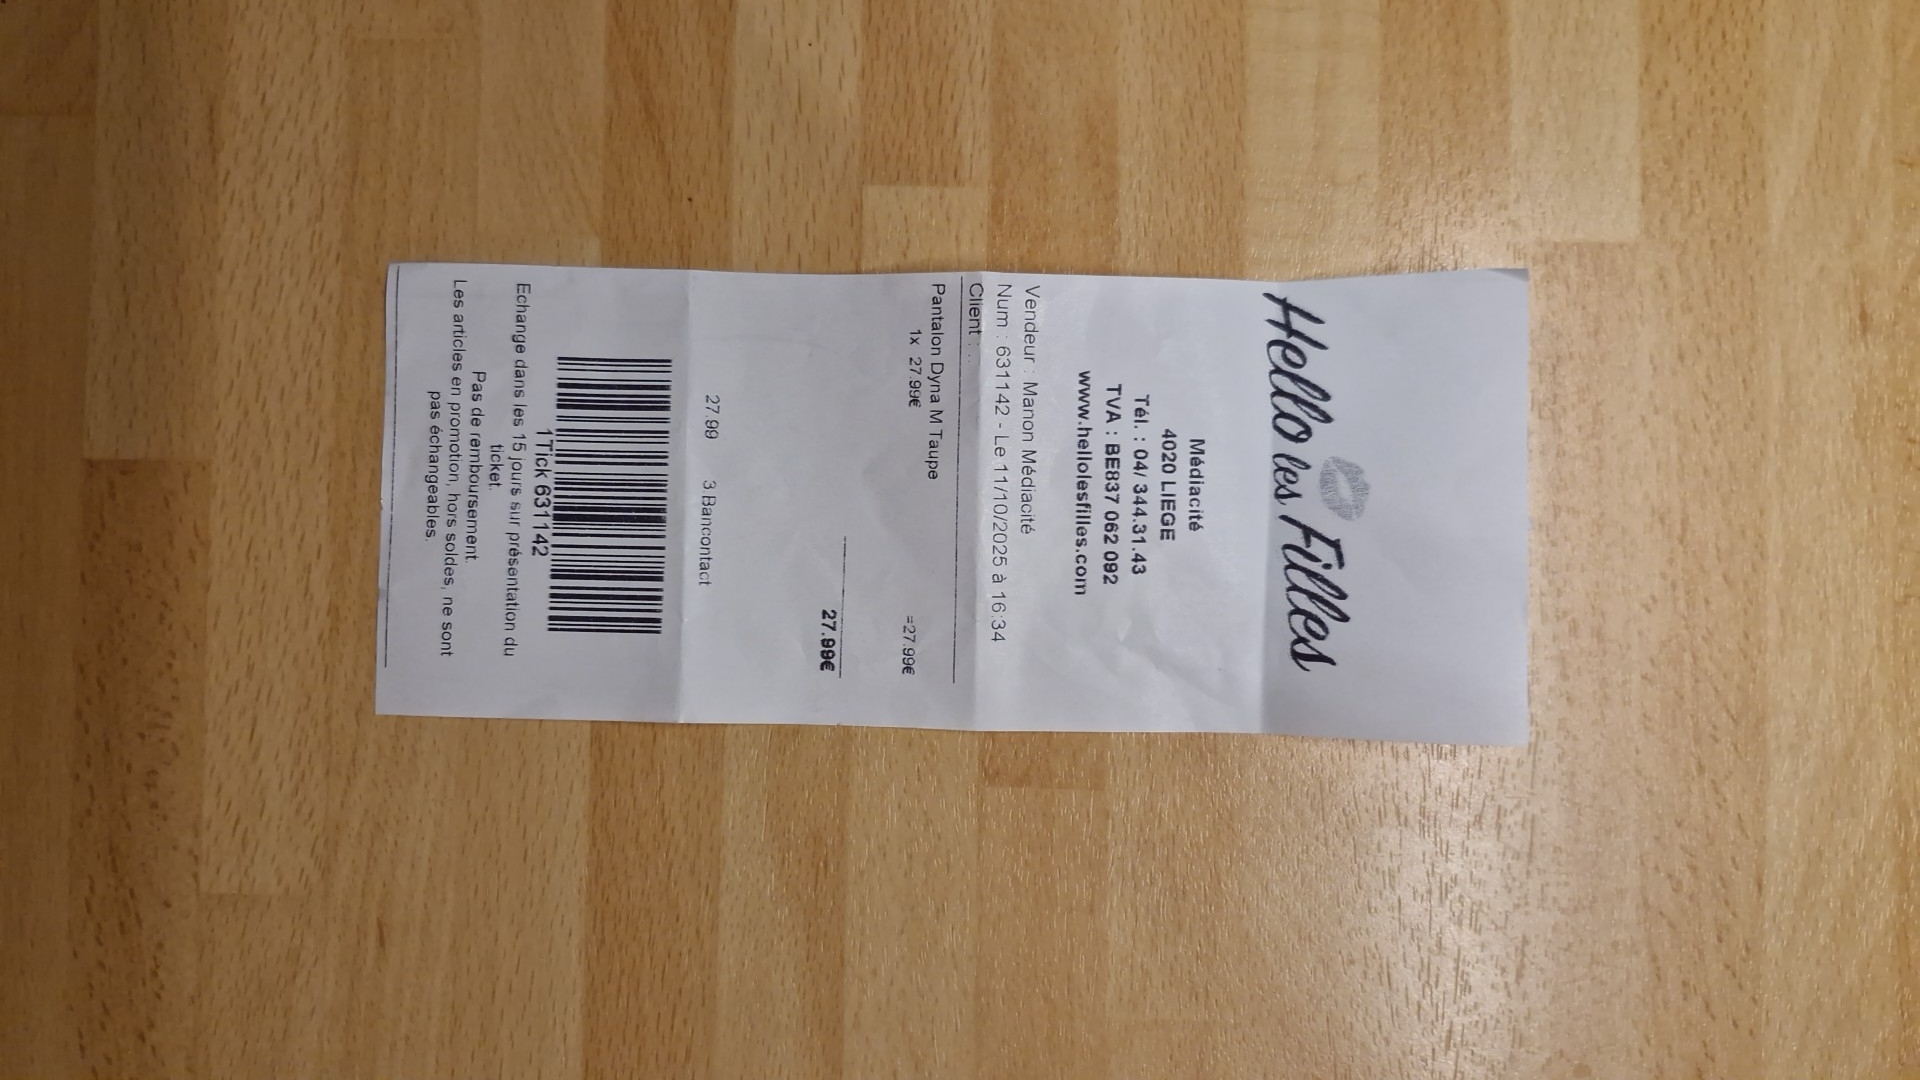 Hello les Filles
Médiacité
4020 LIEGE
Tél. : 04/ 344.31.43
TVA : BE837 062 092
www.hellolesfilles.com
Vendeur : Manon Médiacité
Num : 631142 - Le 11/10/2025 à 16:34
Client : ..
Pantalon Dyna M Taupe
1x 27.99€ =27.99€
27.99€
27.99 3.Bancontact
1Tick 631142
Echange dans les 15 jours sur présentation du
ticket.
Pas de remboursement.
Les articles en promotion, hors soldes, ne sont
pas échangeables.